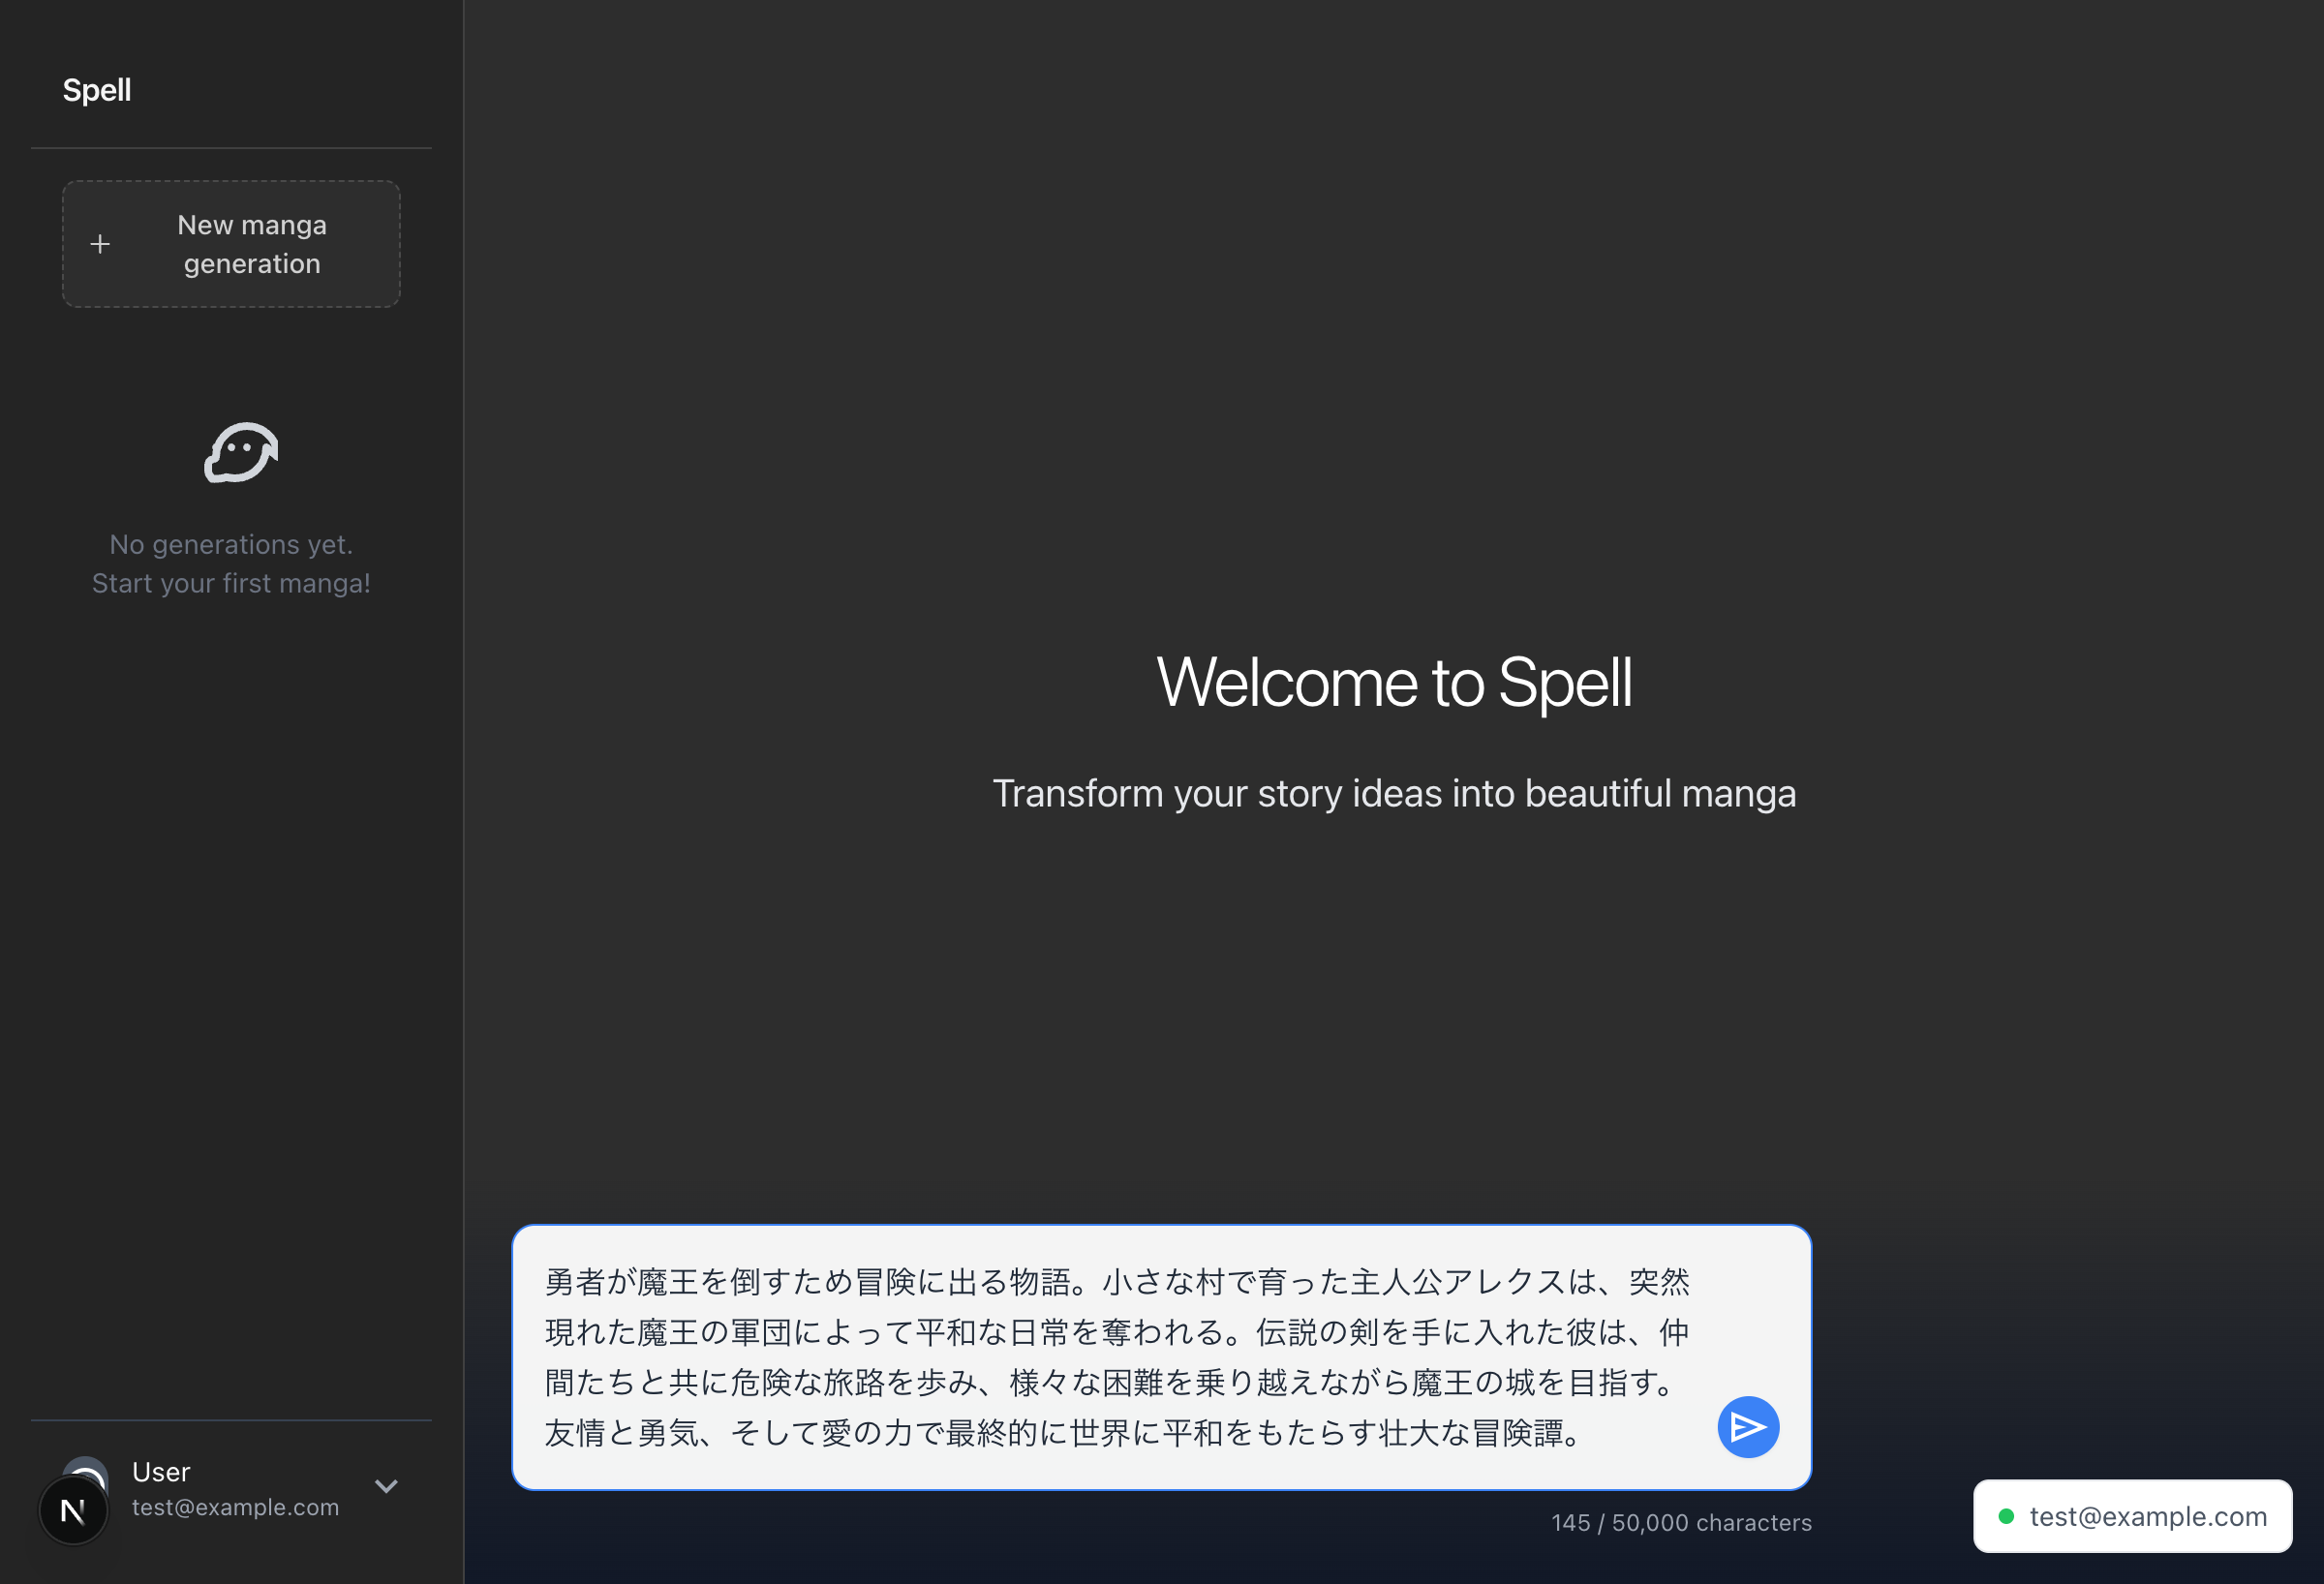 Spell
New manga
generation
No generations yet.
Start your first manga!
Welcome to Spell
Transform your story ideas into beautiful manga
勇者が魔王を倒すため冒険に出る物語。小さな村で育った主人公アレクスは、突然
現れた魔王の軍団によって平和な日常を奪われる。伝説の剣を手に入れた彼は、仲
間たちと共に危険な旅路を歩み、様々な困難を乗り越えながら魔王の城を目指す。
友情と勇気、そして愛の力で最終的に世界に平和をもたらす壮大な冒険譚。
145 / 50,000 characters
User
test@example.com
N
test@example.com